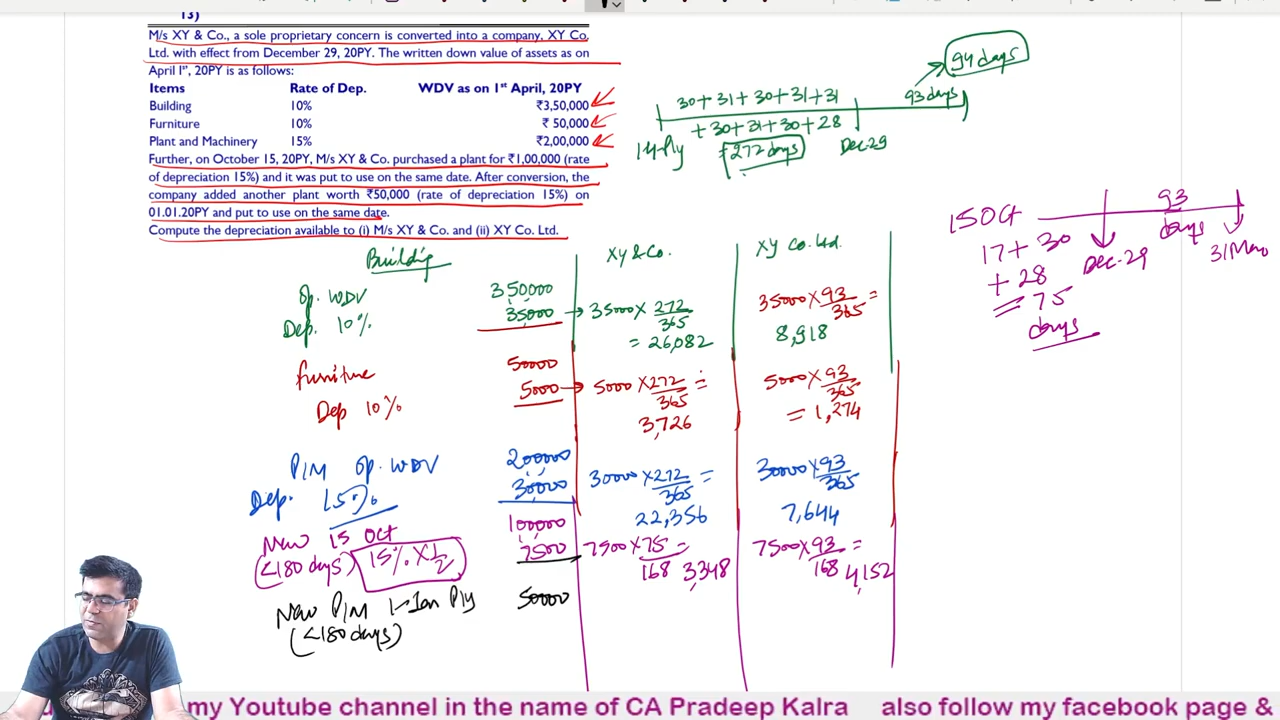 13)
M/s XY & Co., a sole proprietary concern is converted into a company, XY Co.
Ltd. with effect from December 29, 20PY. The written down value of assets as on
April 1st, 20PY is as follows:
Items Rate of Dep. WDV as on 1st April, 20PY
Building 10% ₹3,50,000
Furniture 10% ₹ 50,000
Plant and Machinery 15% ₹2,00,000
Further, on October 15, 20PY, M/s XY & Co. purchased a plant for ₹1,00,000 (rate
of depreciation 15%) and it was put to use on the same date. After conversion, the
company added another plant worth ₹50,000 (rate of depreciation 15%) on
01.01.20PY and put to use on the same date.
Compute the depreciation available to (i) M/s XY & Co. and (ii) XY Co. Ltd.
94 days
30+31+30+31+31
93 days
+30+31+30+28
=272 days
Dec-29
15 Oct
93
days
17+30
+28
= 75
days
Dec-29
31 Mar
Building
XY & Co.
XY Co. Ltd.
Op. WDV 350000
Dep. 10% 35000 → 35000 × 272/365
= 26,082
35000 × 93/365 =
8,918
Furniture 50000
Dep 10% 5000 → 5000 × 272/365 =
3,726
5000 × 93/365
= 1,274
P/M Op. WDV 200000
Dep. 15% 30000 30000 × 272/365 =
22,356
30000 × 93/365
7,644
New 15 Oct 100000
(<180 days) 15% × 1/2 7500 7500 × 75/168 =
3348
7500 × 93/168 =
4,152
New P/M 1-Jan P/y 50000
(<180 days)
my Youtube channel in the name of CA Pradeep Kalra also follow my facebook page &